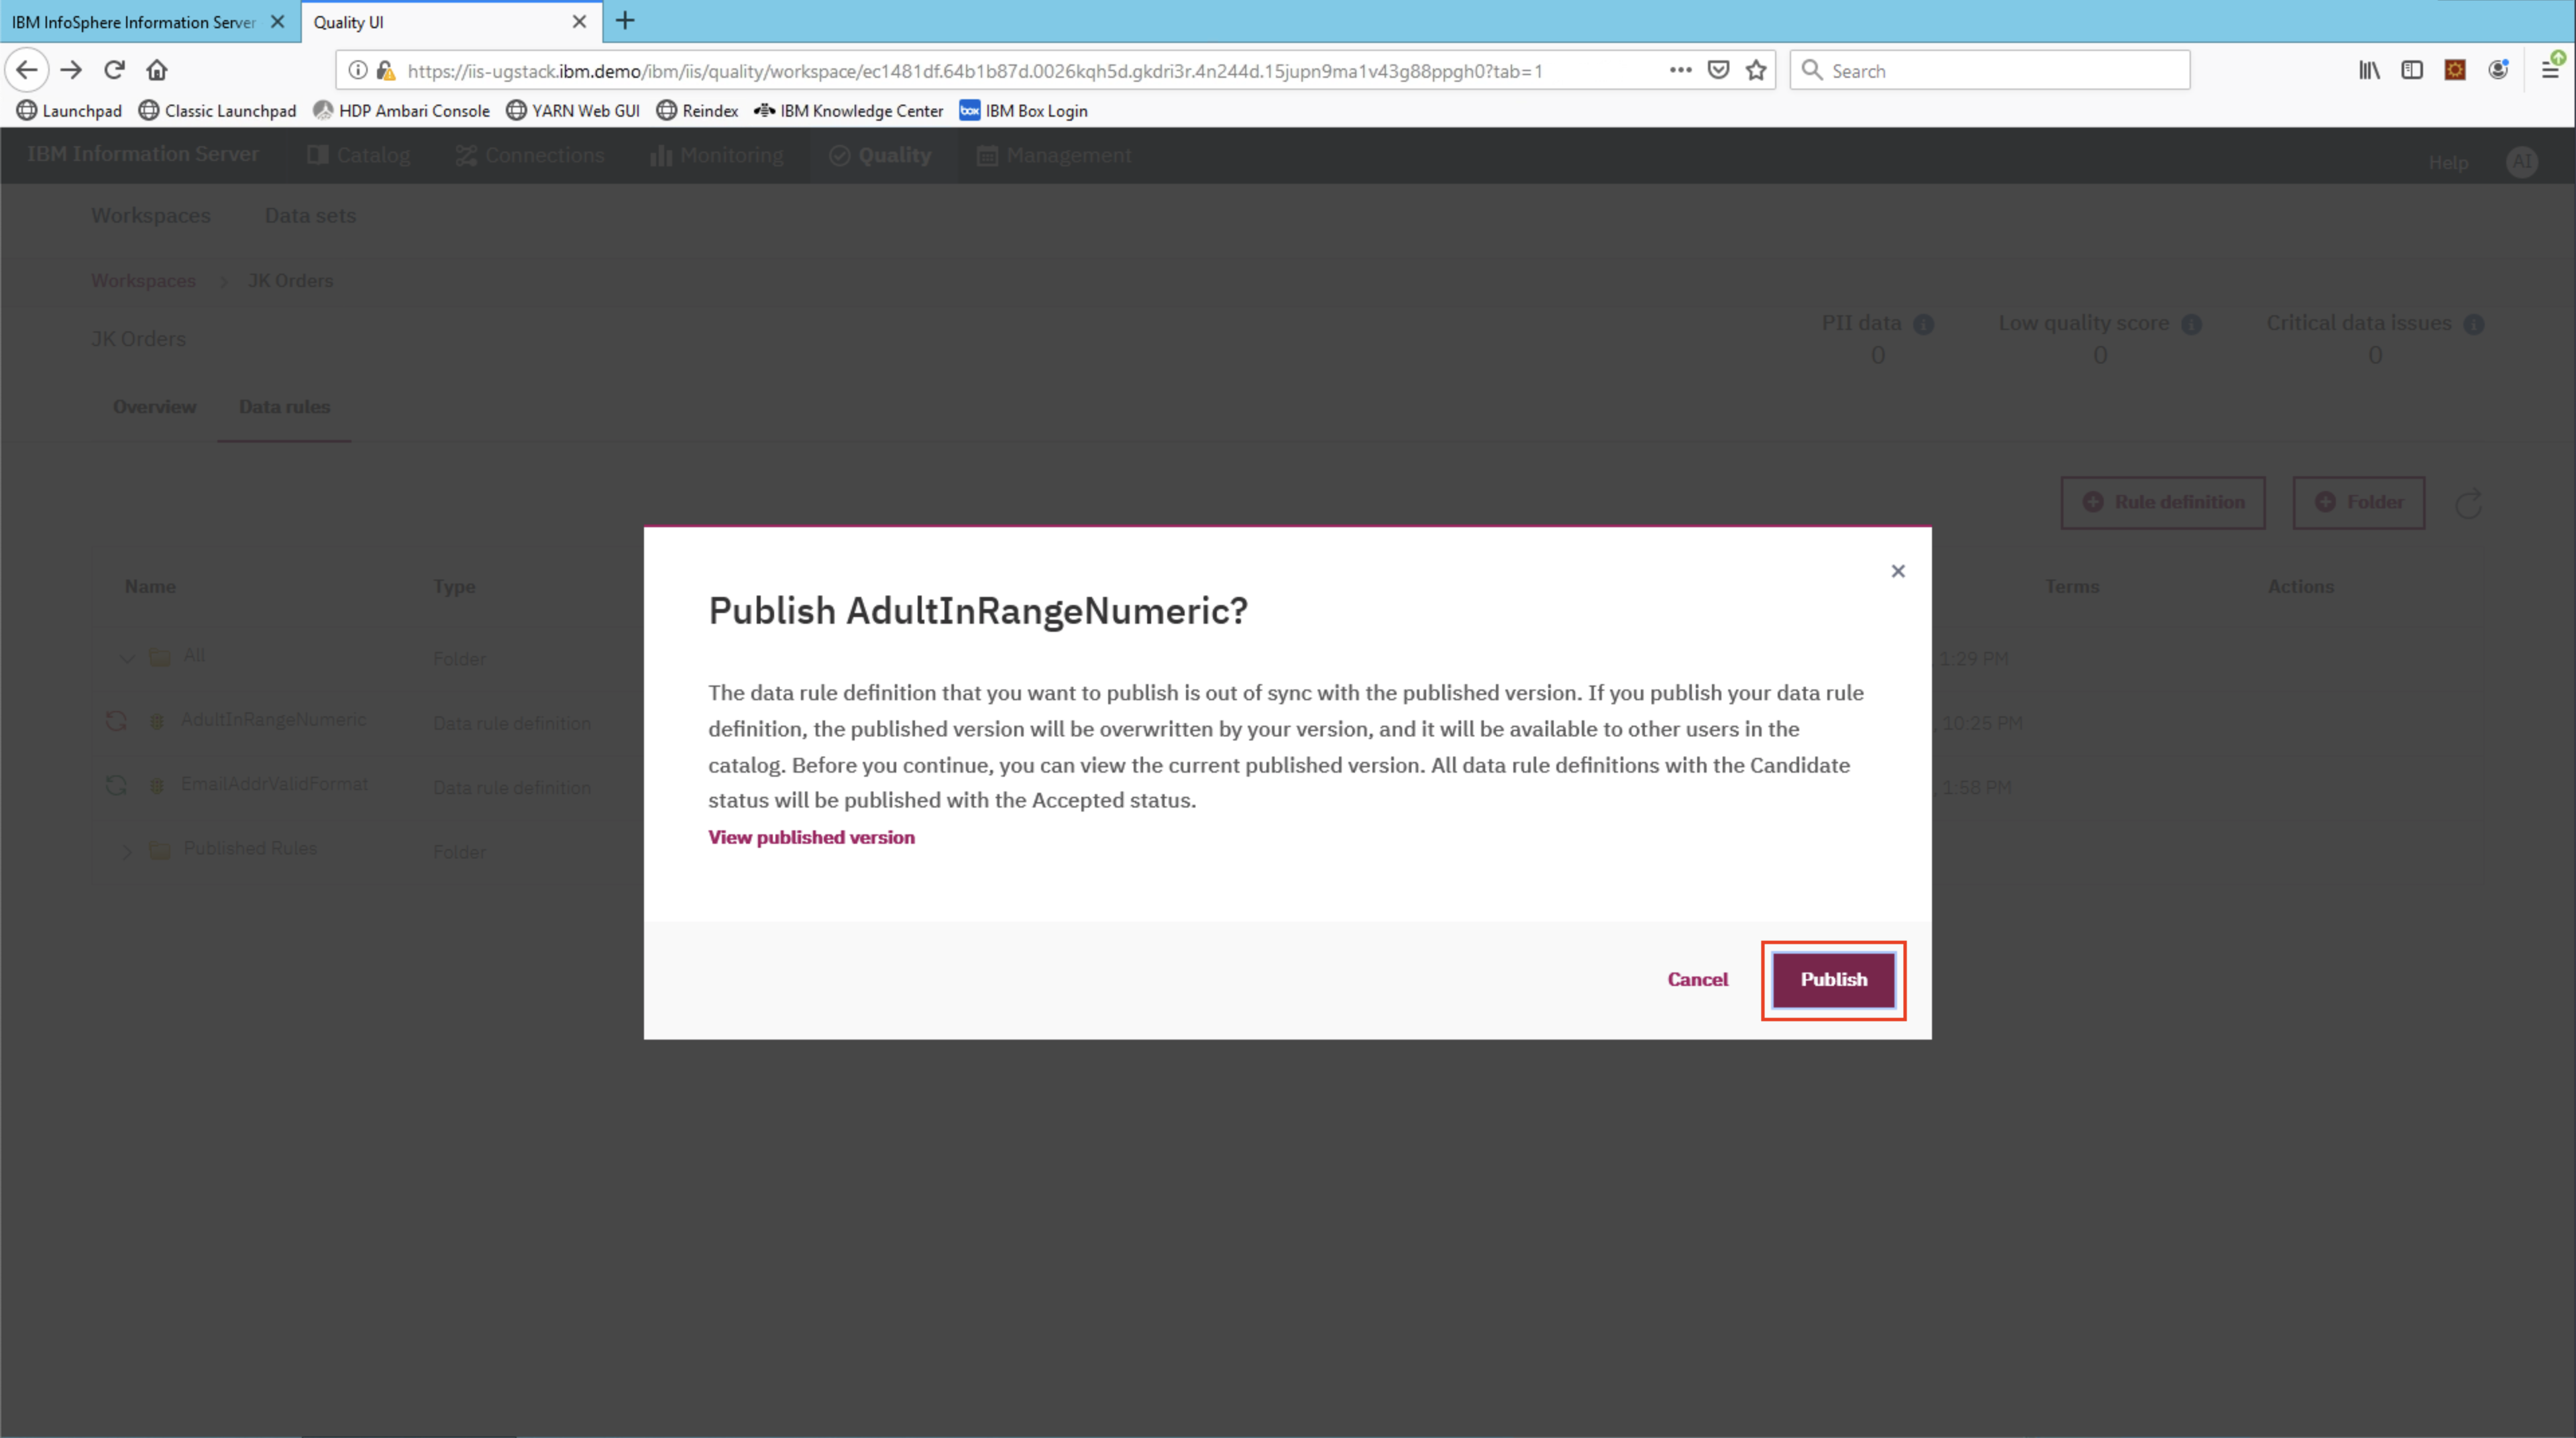 IBM InfoSphere Information Server
Quality UI
https://iis-ugstack.ibm.demo/ibm/iis/quality/workspace/ec1481df.64b1b87d.0026kqh5d.gkdri3r.4n244d.15jupn9ma1v43g88ppgh0?tab=1
Search
Launchpad Classic Launchpad HDP Ambari Console YARN Web GUI Reindex IBM Knowledge Center box IBM Box Login
IBM Information Server Catalog Connections Monitoring Quality Management Help AI
Workspaces Data sets
Workspaces > JK Orders
JK Orders
PII data Low quality score Critical data issues
0 0 0
Overview Data rules
Rule definition Folder
Name Type Terms Actions
All Folder 1:29 PM
AdultInRangeNumeric Data rule definition , 10:25 PM
EmailAddrValidFormat Data rule definition , 1:58 PM
Published Rules Folder
Publish AdultInRangeNumeric?
The data rule definition that you want to publish is out of sync with the published version. If you publish your data rule
definition, the published version will be overwritten by your version, and it will be available to other users in the
catalog. Before you continue, you can view the current published version. All data rule definitions with the Candidate
status will be published with the Accepted status.
View published version
Cancel Publish